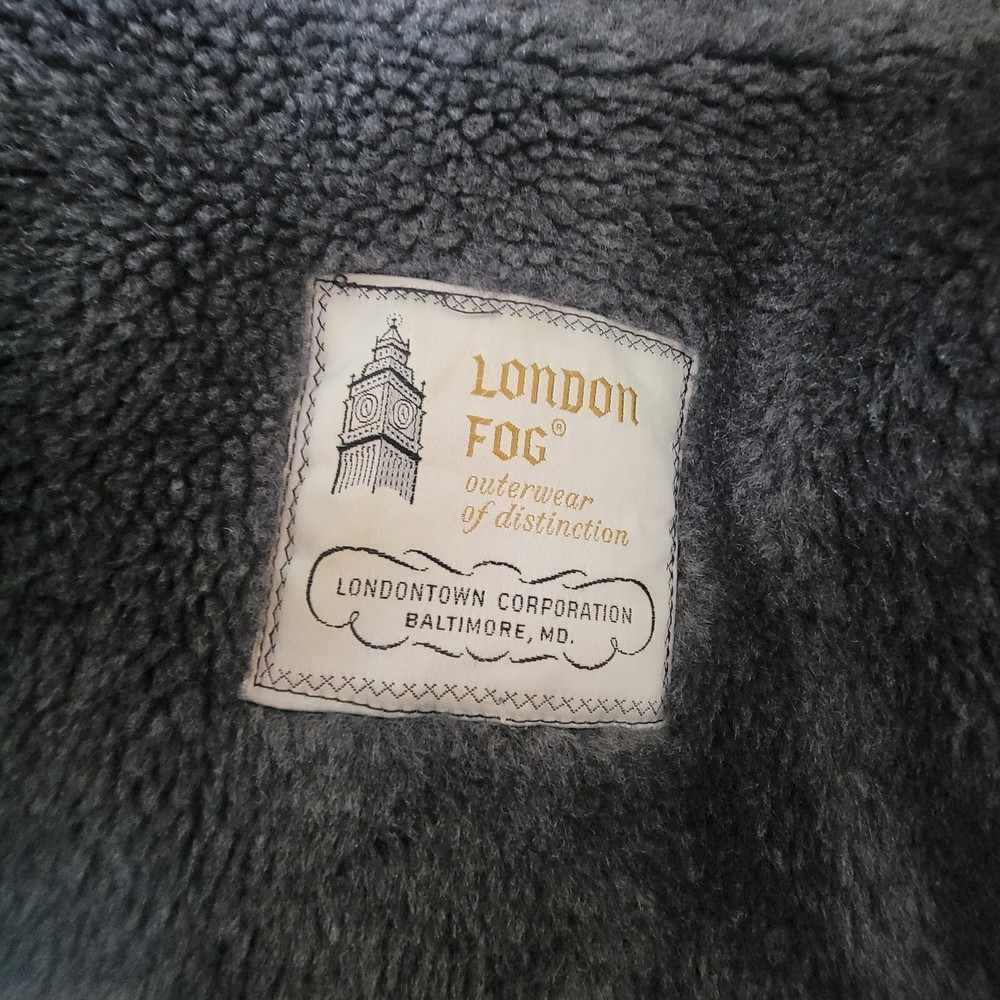 LONDON
FOG®
outerwear
of distinction
LONDONTOWN CORPORATION
BALTIMORE, MD.